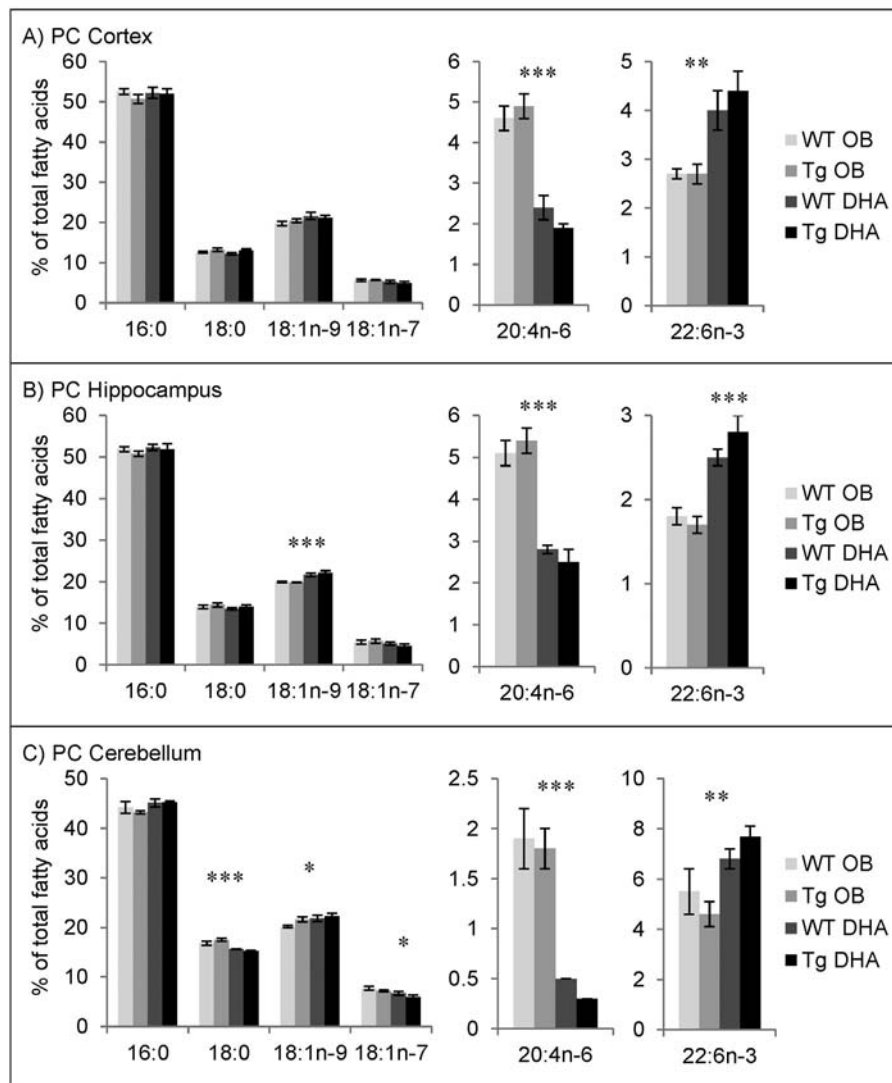 A) PC Cortex
% of total fatty acids
60
50
40
30
20
10
0
16:0 18:0 18:1n-9 18:1n-7
***
6
5
4
3
2
1
0
20:4n-6
**
5
4
3
2
1
0
22:6n-3
WT OB
Tg OB
WT DHA
Tg DHA
B) PC Hippocampus
% of total fatty acids
60
50
40
30
20
10
0
***
16:0 18:0 18:1n-9 18:1n-7
***
6
5
4
3
2
1
0
20:4n-6
***
3
2
1
0
22:6n-3
WT OB
Tg OB
WT DHA
Tg DHA
C) PC Cerebellum
% of total fatty acids
50
40
30
20
10
0
***
*
*
16:0 18:0 18:1n-9 18:1n-7
***
2.5
2
1.5
1
0.5
0
20:4n-6
**
10
8
6
4
2
0
22:6n-3
WT OB
Tg OB
WT DHA
Tg DHA